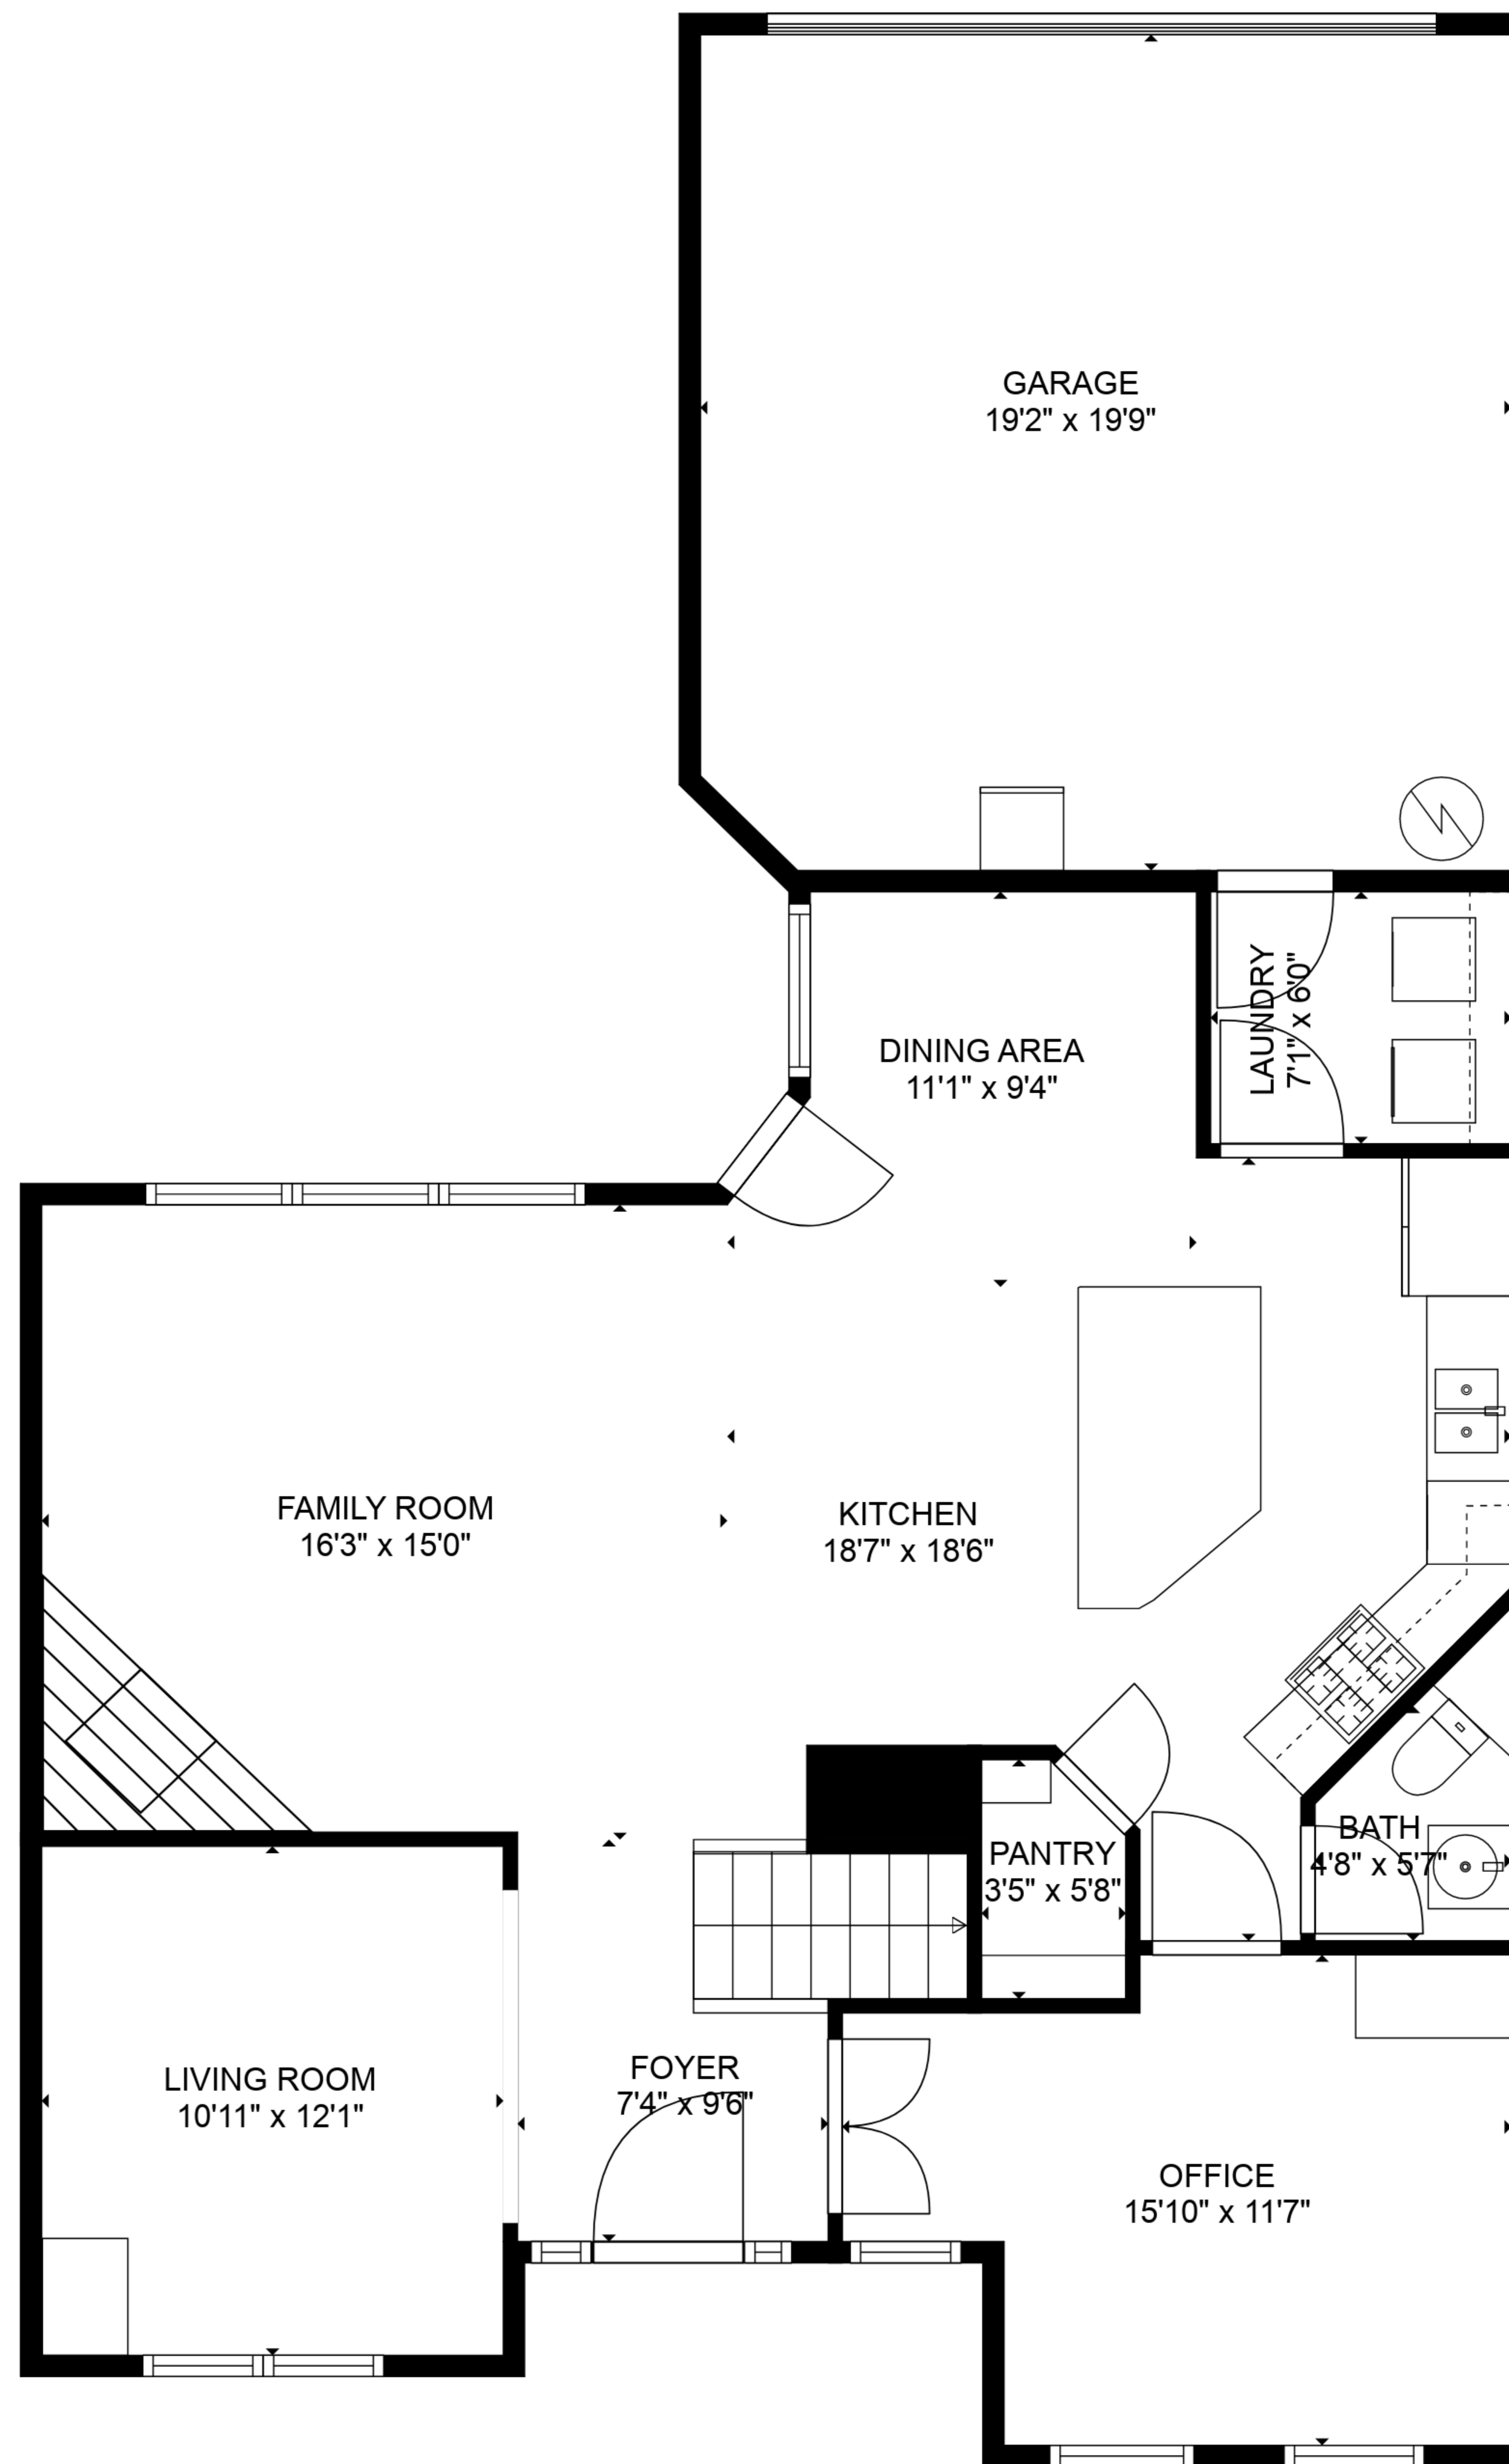 GARAGE
19'2" x 19'9"
DINING AREA
11'1" x 9'4"
LAUNDRY
7'1" x 6'0"
FAMILY ROOM
16'3" x 15'0"
KITCHEN
18'7" x 18'6"
PANTRY
3'5" x 5'8"
BATH
4'8" x 5'7"
LIVING ROOM
10'11" x 12'1"
FOYER
7'4" x 9'6"
OFFICE
15'10" x 11'7"